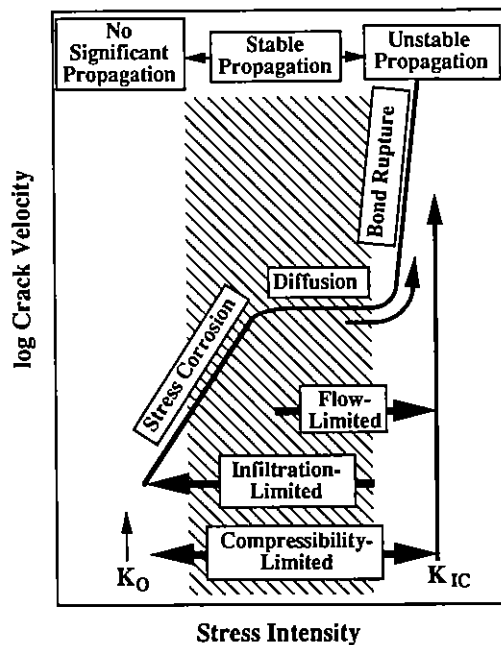 No
Significant
Propagation
Stable
Propagation
Unstable
Propagation
Bond Rupture
Diffusion
Stress Corrosion
Flow-
Limited
Infiltration-
Limited
Compressibility-
Limited
KO
KIC
log Crack Velocity
Stress Intensity